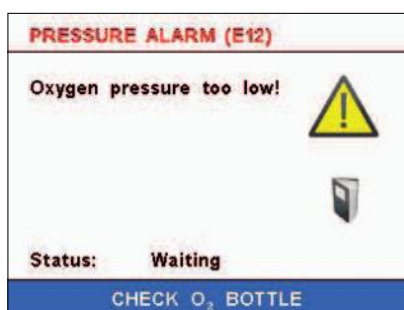 PRESSURE ALARM (E12)
Oxygen pressure too low!
Status: Waiting
CHECK O₂ BOTTLE